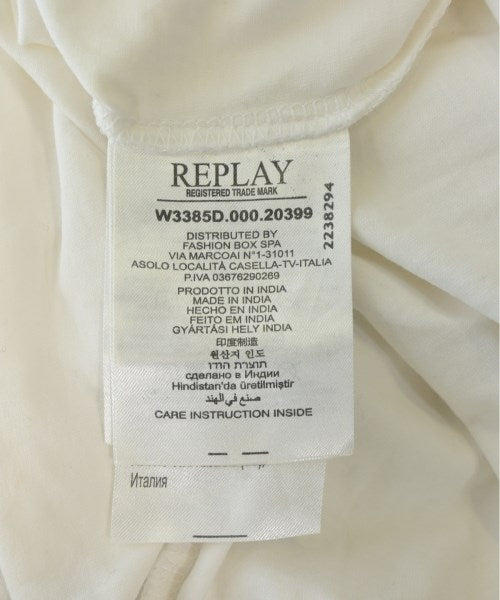 REPLAY
REGISTERED TRADE MARK
W3385D.000.20399
2238294
DISTRIBUTED BY
FASHION BOX SPA
VIA MARCOAI N°1-31011
ASOLO LOCALITÀ CASELLA-TV-ITALIA
P.IVA 03676290269
PRODOTTO IN INDIA
MADE IN INDIA
HECHO EN INDIA
FEITO EM INDIA
GYÁRTÁSI HELY INDIA
印度制造
원산지 인도
תוצרת הודו
сделано в Индии
Hindistan'da üretilmiştir
صنع في الهند
CARE INSTRUCTION INSIDE
Италия